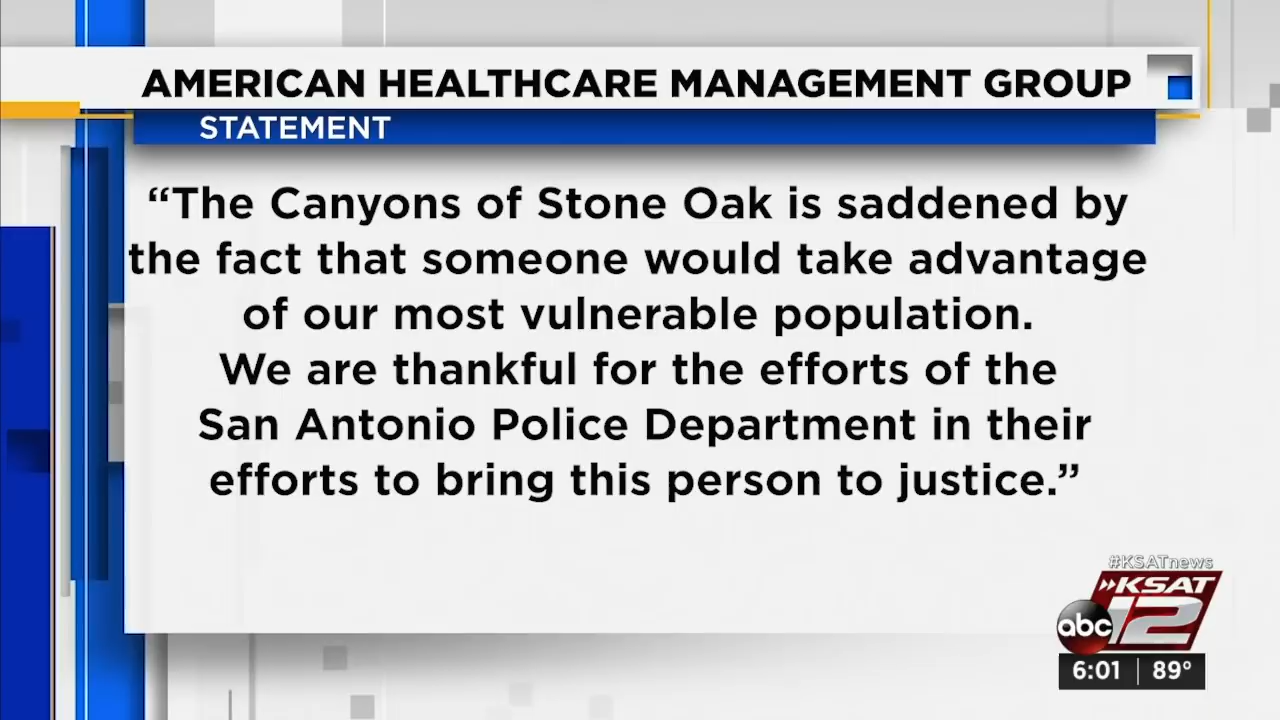 AMERICAN HEALTHCARE MANAGEMENT GROUP
STATEMENT
“The Canyons of Stone Oak is saddened by
the fact that someone would take advantage
of our most vulnerable population.
We are thankful for the efforts of the
San Antonio Police Department in their
efforts to bring this person to justice.”
#KSATnews
KSAT
abc 12
6:01 89°